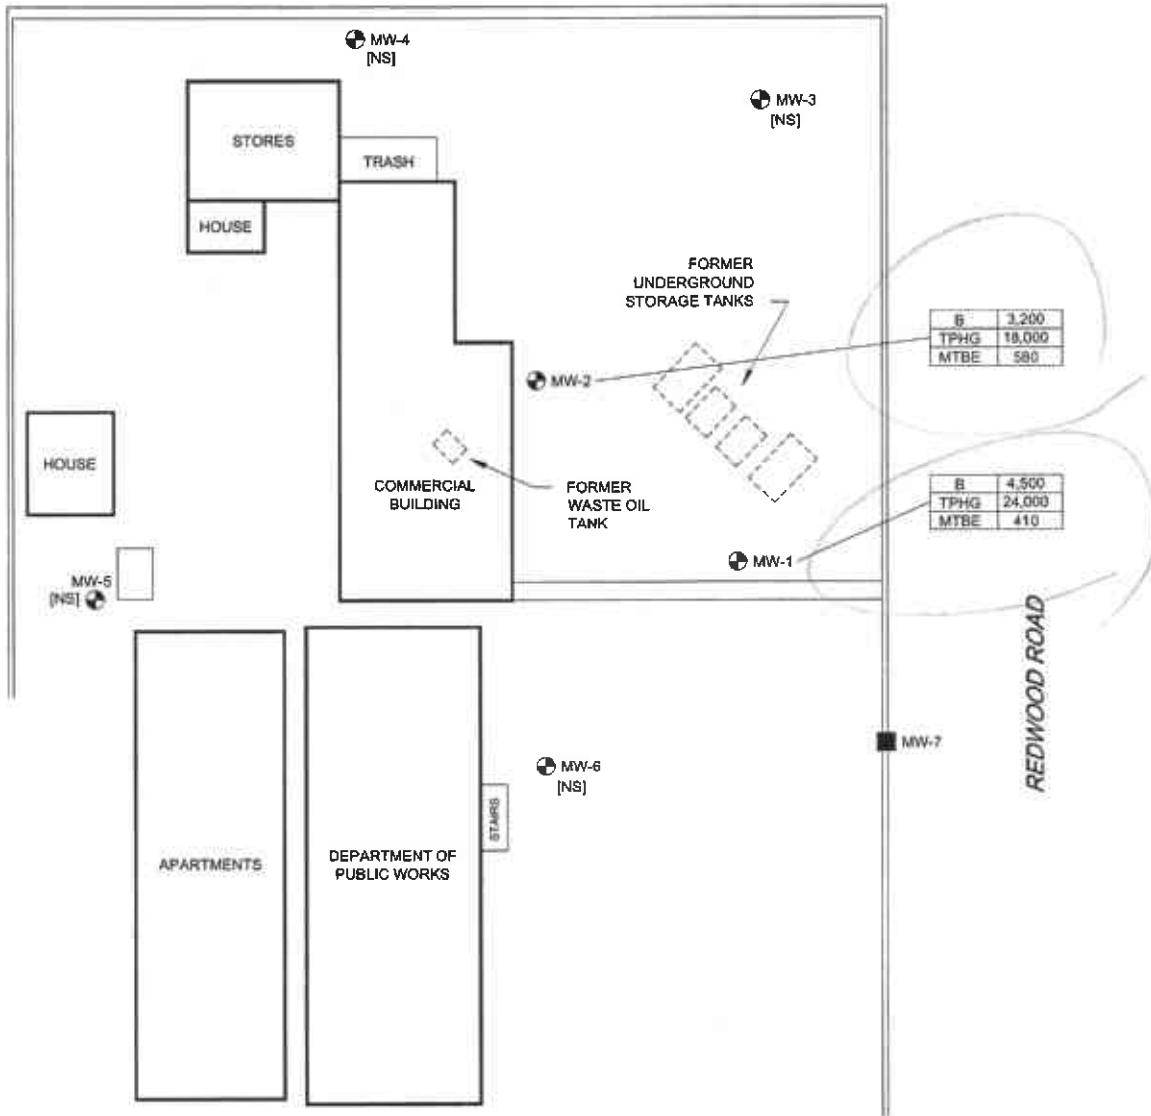 MW-4
[NS]
MW-3
[NS]
STORES
TRASH
HOUSE
FORMER
UNDERGROUND
STORAGE TANKS
B 3,200
TPHG 18,000
MTBE 580
MW-2
HOUSE
COMMERCIAL
BUILDING
FORMER
WASTE OIL
TANK
B 4,500
TPHG 24,000
MTBE 410
MW-1
MW-5
[NS]
REDWOOD ROAD
MW-7
MW-6
[NS]
STAIRS
APARTMENTS
DEPARTMENT OF
PUBLIC WORKS